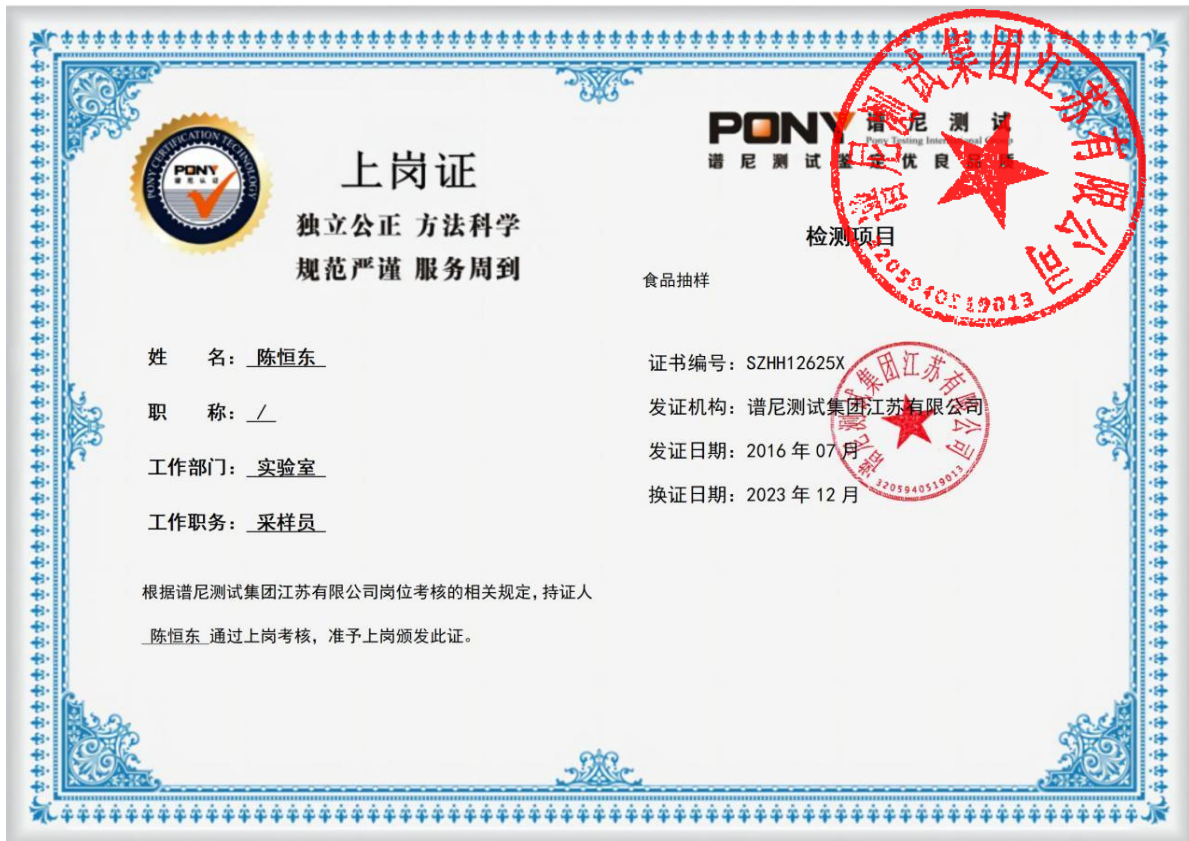 PONY CERTIFICATION TECHNOLOGY
PONY
谱尼认证
上岗证
独立公正 方法科学
规范严谨 服务周到
姓 名：陈恒东
职 称：/
工作部门：实验室
工作职务：采样员
根据谱尼测试集团江苏有限公司岗位考核的相关规定，持证人
陈恒东 通过上岗考核，准予上岗颁发此证。
PONY 谱尼测试
Pony Testing International Group
谱尼测试鉴定优良品质
检测项目
食品抽样
证书编号：SZHH12625X
发证机构：谱尼测试集团江苏有限公司
发证日期：2016 年 07 月
换证日期：2023 年 12 月
谱尼测试集团江苏有限公司
3205940519013
谱尼测试集团江苏有限公司
3205940519013